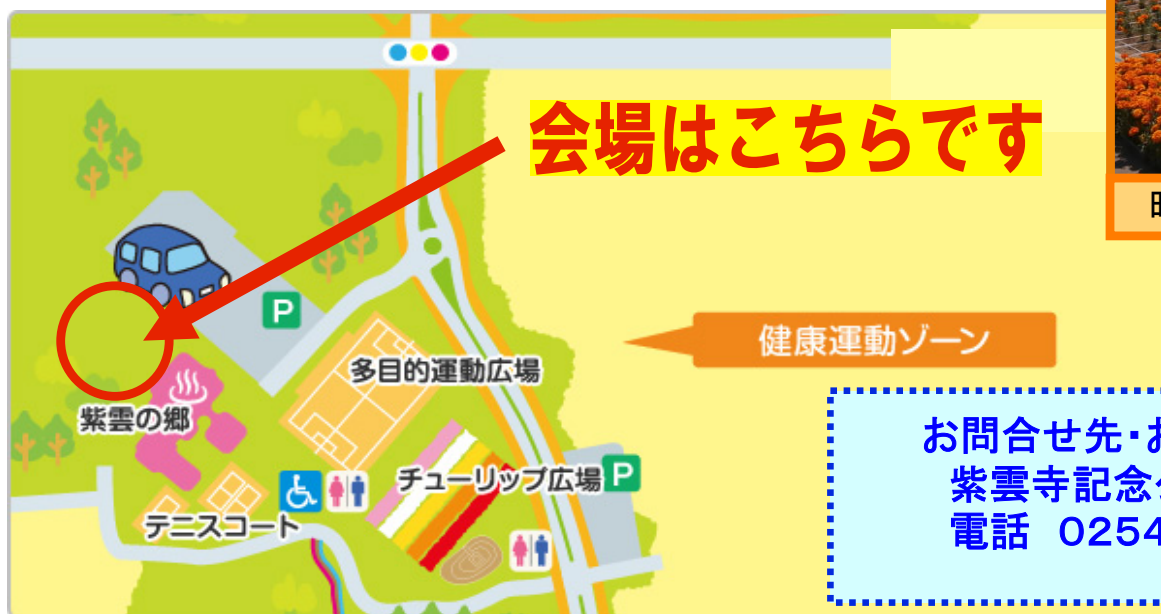 会場はこちらです
P
健康運動ゾーン
多目的運動広場
紫雲の郷
チューリップ広場
P
テニスコート
お問合せ先・お
紫雲寺記念
電話 0254